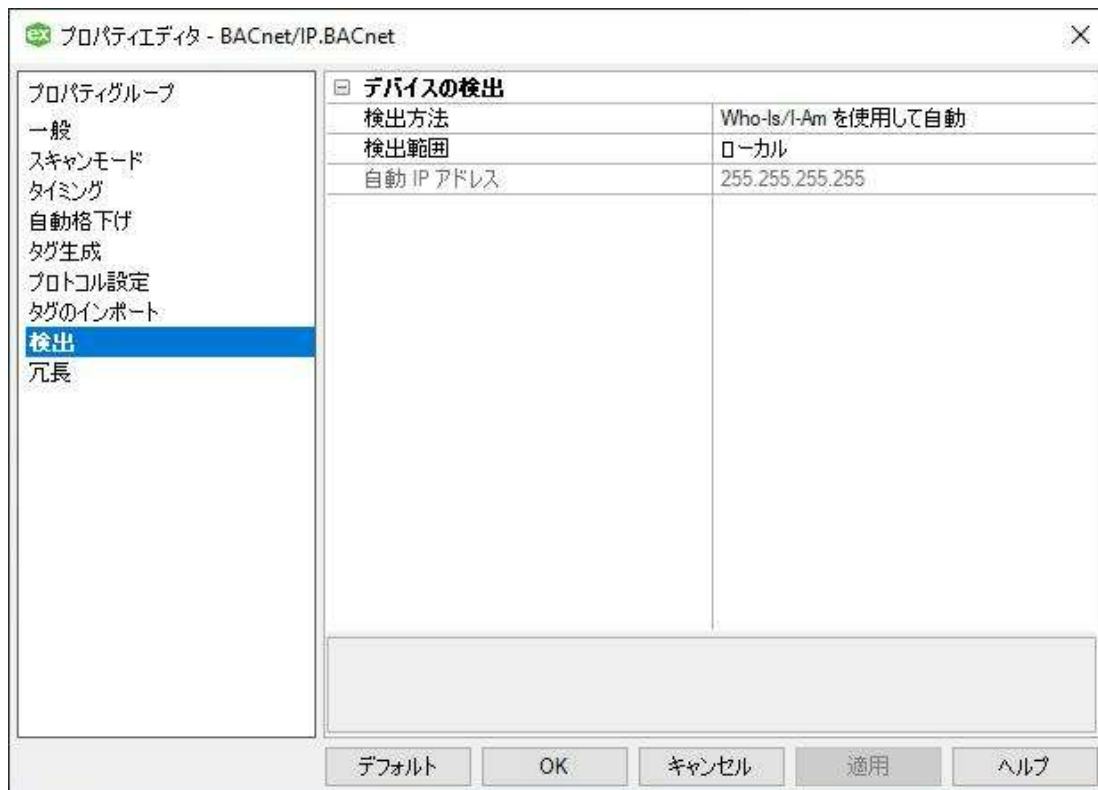 ex プロパティエディタ - BACnet/IP.BACnet
プロパティグループ
一般
スキャンモード
タイミング
自動格下げ
タグ生成
プロトコル設定
タグのインポート
検出
冗長
デバイスの検出
検出方法 Who-Is/I-Am を使用して自動
検出範囲 ローカル
自動 IP アドレス 255.255.255.255
デフォルト OK キャンセル 適用 ヘルプ